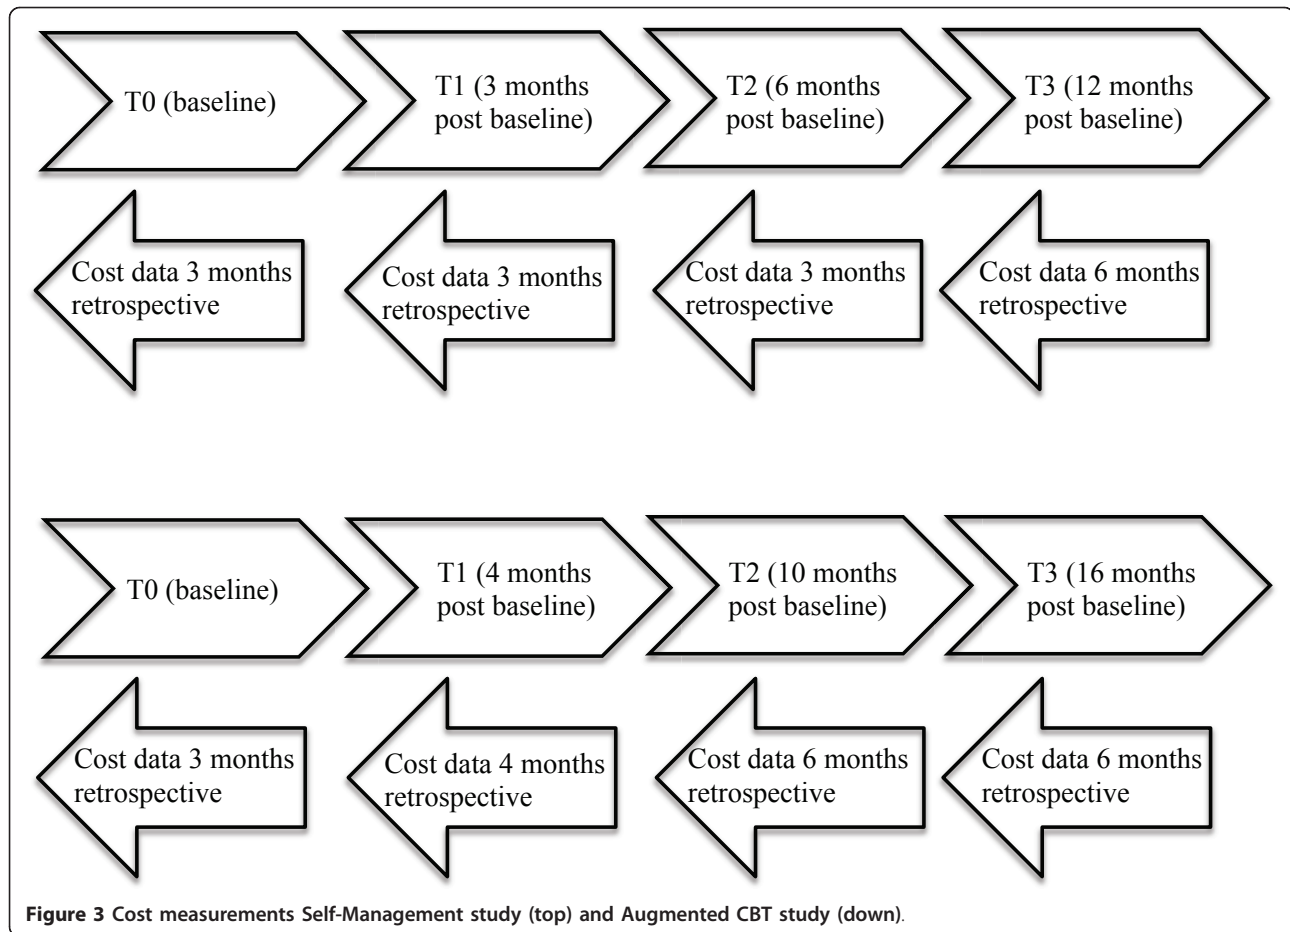 T0 (baseline)
T1 (3 months
post baseline)
T2 (6 months
post baseline)
T3 (12 months
post baseline)
Cost data 3 months
retrospective
Cost data 3 months
retrospective
Cost data 3 months
retrospective
Cost data 6 months
retrospective
T0 (baseline)
T1 (4 months
post baseline)
T2 (10 months
post baseline)
T3 (16 months
post baseline)
Cost data 3 months
retrospective
Cost data 4 months
retrospective
Cost data 6 months
retrospective
Cost data 6 months
retrospective
Figure 3 Cost measurements Self-Management study (top) and Augmented CBT study (down).